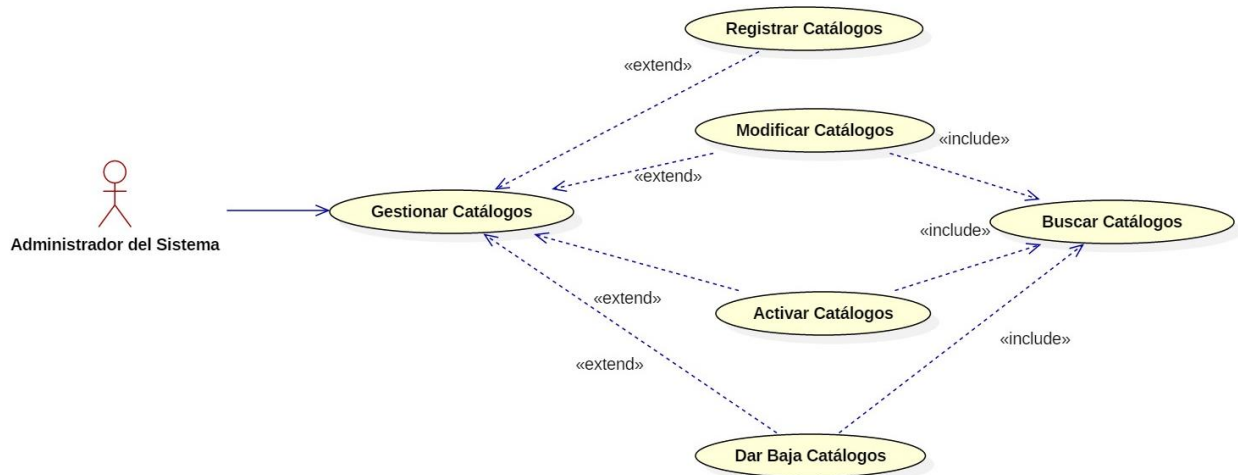 Registrar Catálogos
«extend»
Modificar Catálogos
«include»
«extend»
Gestionar Catálogos
Buscar Catálogos
«include»
Administrador del Sistema
«extend»
Activar Catálogos
«include»
«extend»
Dar Baja Catálogos